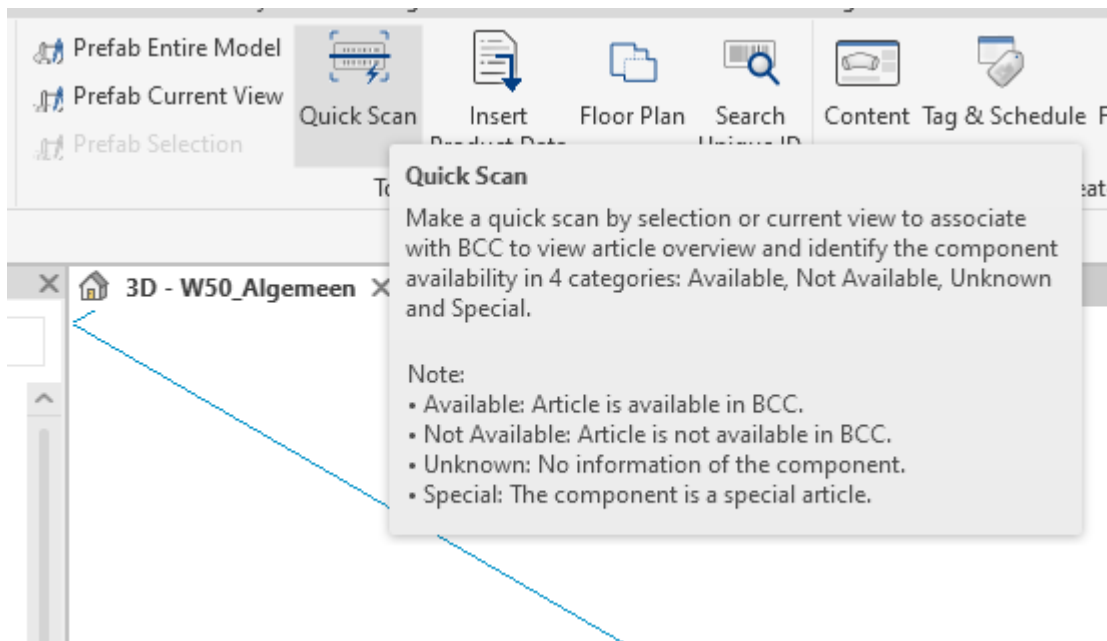 Prefab Entire Model
Prefab Current View
Prefab Selection
Quick Scan
Insert
Product Data
Floor Plan
Search
Unique ID
Content
Tag & Schedule
Quick Scan
Make a quick scan by selection or current view to associate
with BCC to view article overview and identify the component
availability in 4 categories: Available, Not Available, Unknown
and Special.
Note:
• Available: Article is available in BCC.
• Not Available: Article is not available in BCC.
• Unknown: No information of the component.
• Special: The component is a special article.
3D - W50_Algemeen